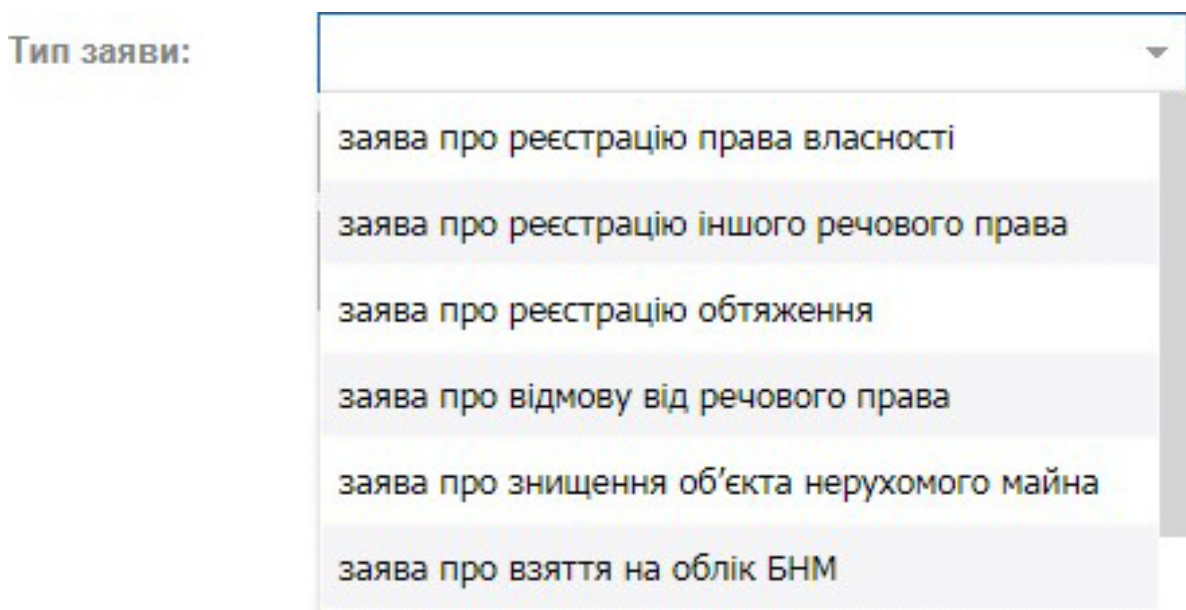 Тип заяви:
заява про реєстрацію права власності
заява про реєстрацію іншого речового права
заява про реєстрацію обтяження
заява про відмову від речового права
заява про знищення об’єкта нерухомого майна
заява про взяття на облік БНМ